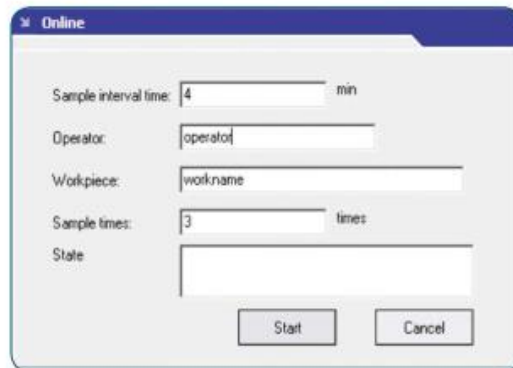 Online
Sample interval time: 4 min
Operator: operator
Workpiece: workname
Sample times: 3 times
State
Start Cancel